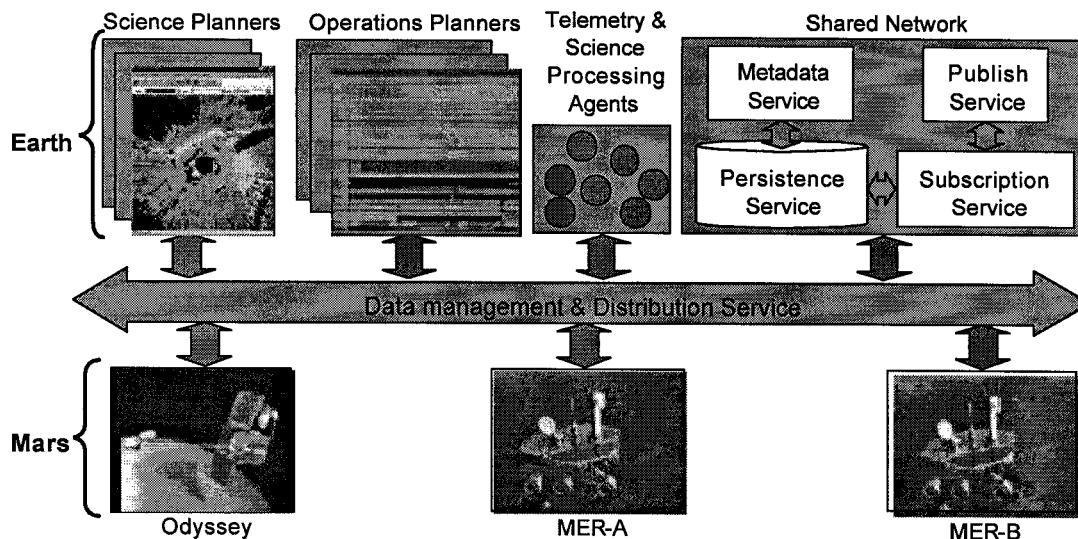 Science Planners
Operations Planners
Telemetry &
Science
Processing
Agents
Shared Network
Metadata
Service
Publish
Service
Persistence
Service
Subscription
Service
Earth
Data management & Distribution Service
Mars
Odyssey
MER-A
MER-B